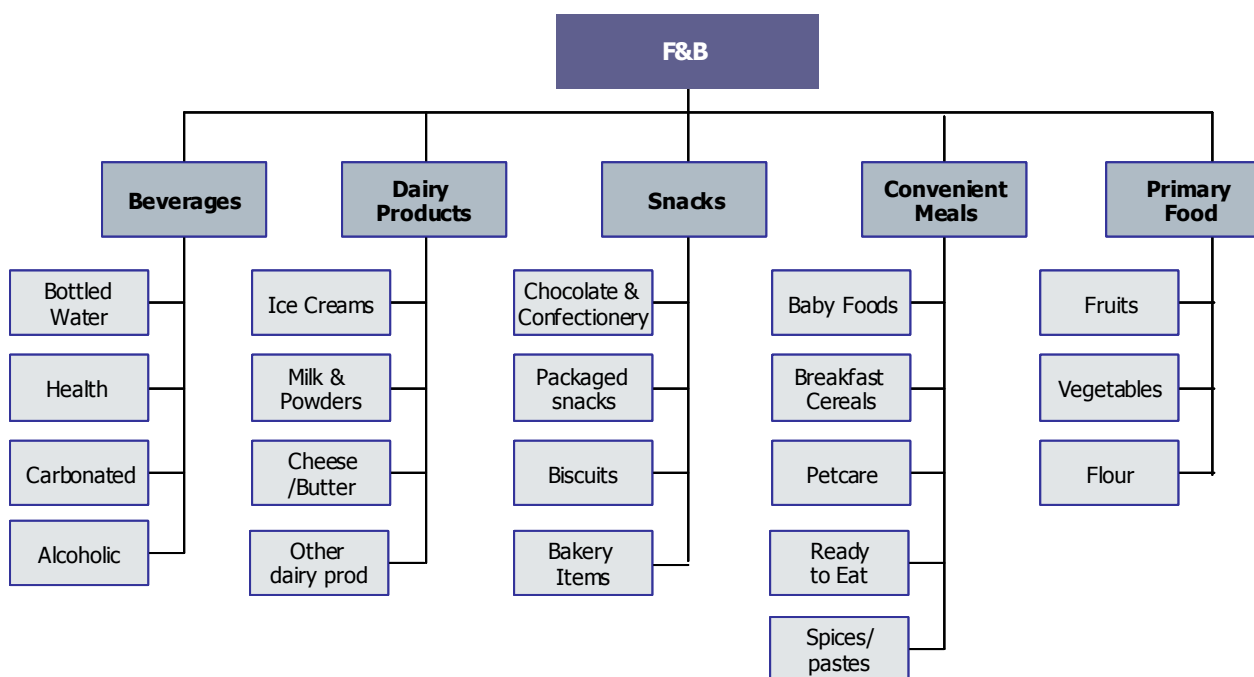 F&B
Beverages
Dairy
Products
Snacks
Convenient
Meals
Primary
Food
Bottled
Water
Health
Carbonated
Alcoholic
Ice Creams
Milk &
Powders
Cheese
/Butter
Other
dairy prod
Chocolate &
Confectionery
Packaged
snacks
Biscuits
Bakery
Items
Baby Foods
Breakfast
Cereals
Petcare
Ready
to Eat
Spices/
pastes
Fruits
Vegetables
Flour